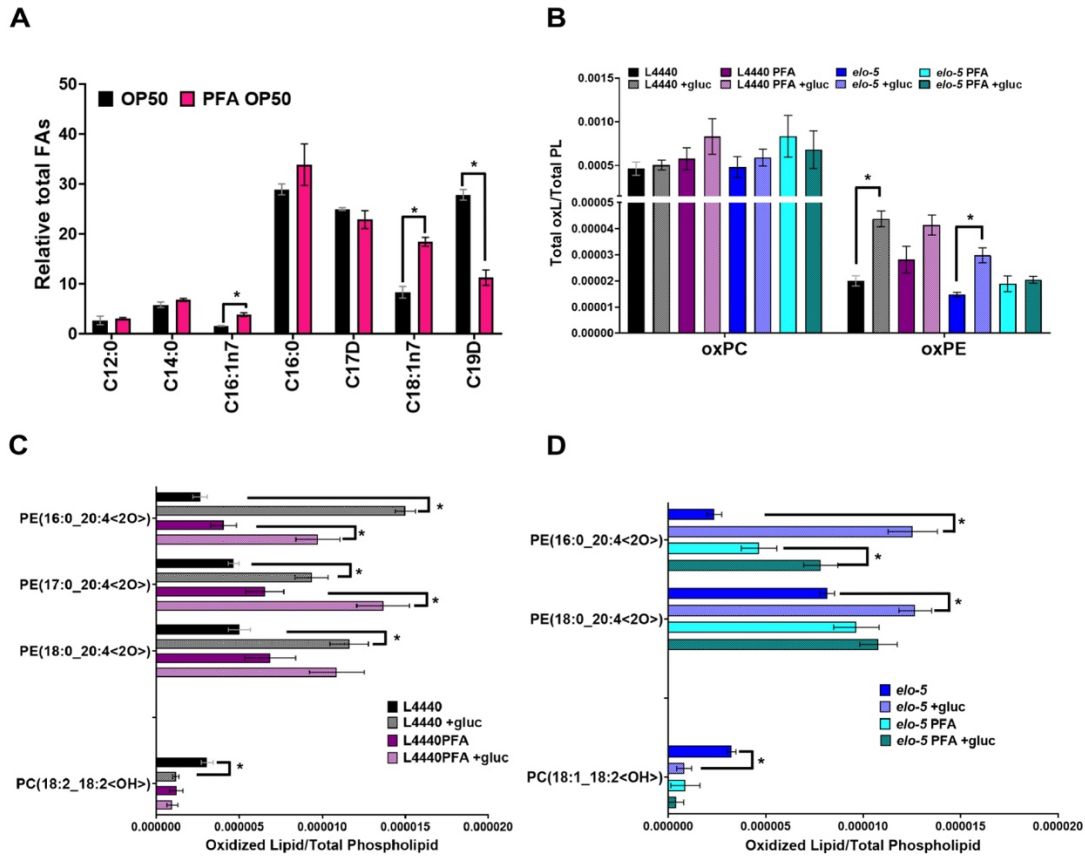 A
OP50 PFA OP50
Relative total FAs
60
50
40
30
20
10
0
* * *
C12:0 C14:0 C16:1n7 C16:0 C17D C18:1n7 C19D
B
L4440 L4440 PFA elo-5 elo-5 PFA
L4440 +gluc L4440 PFA +gluc elo-5 +gluc elo-5 PFA +gluc
Total oxL/Total PL
0.0015
0.0010
0.0005
0.00005
0.00004
0.00003
0.00002
0.00001
0.00000
* *
oxPC oxPE
C
PE(16:0_20:4<2O>)
* *
PE(17:0_20:4<2O>)
* *
PE(18:0_20:4<2O>)
*
PC(18:2_18:2<OH>)
*
L4440
L4440 +gluc
L4440PFA
L4440PFA +gluc
0.000000 0.000005 0.000010 0.000015 0.000020
Oxidized Lipid/Total Phospholipid
D
PE(16:0_20:4<2O>)
* *
PE(18:0_20:4<2O>)
*
PC(18:1_18:2<OH>)
*
elo-5
elo-5 +gluc
elo-5 PFA
elo-5 PFA +gluc
0.000000 0.000005 0.000010 0.000015 0.000020
Oxidized Lipid/Total Phospholipid